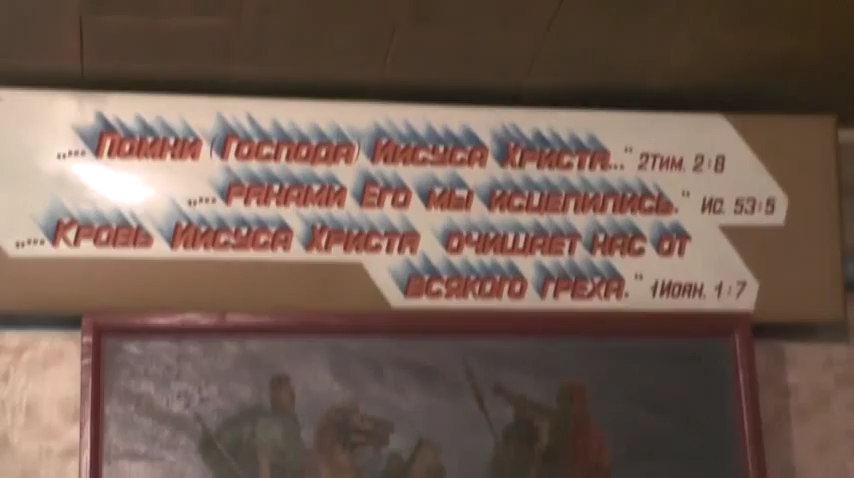 „... Помни (Господа) Иисуса Христа..." 2Тим. 2:8
„... ранами Его мы исцелились." Ис. 53:5
„... Кровь Иисуса Христа очищает нас от
всякого греха." 1Иоан. 1:7